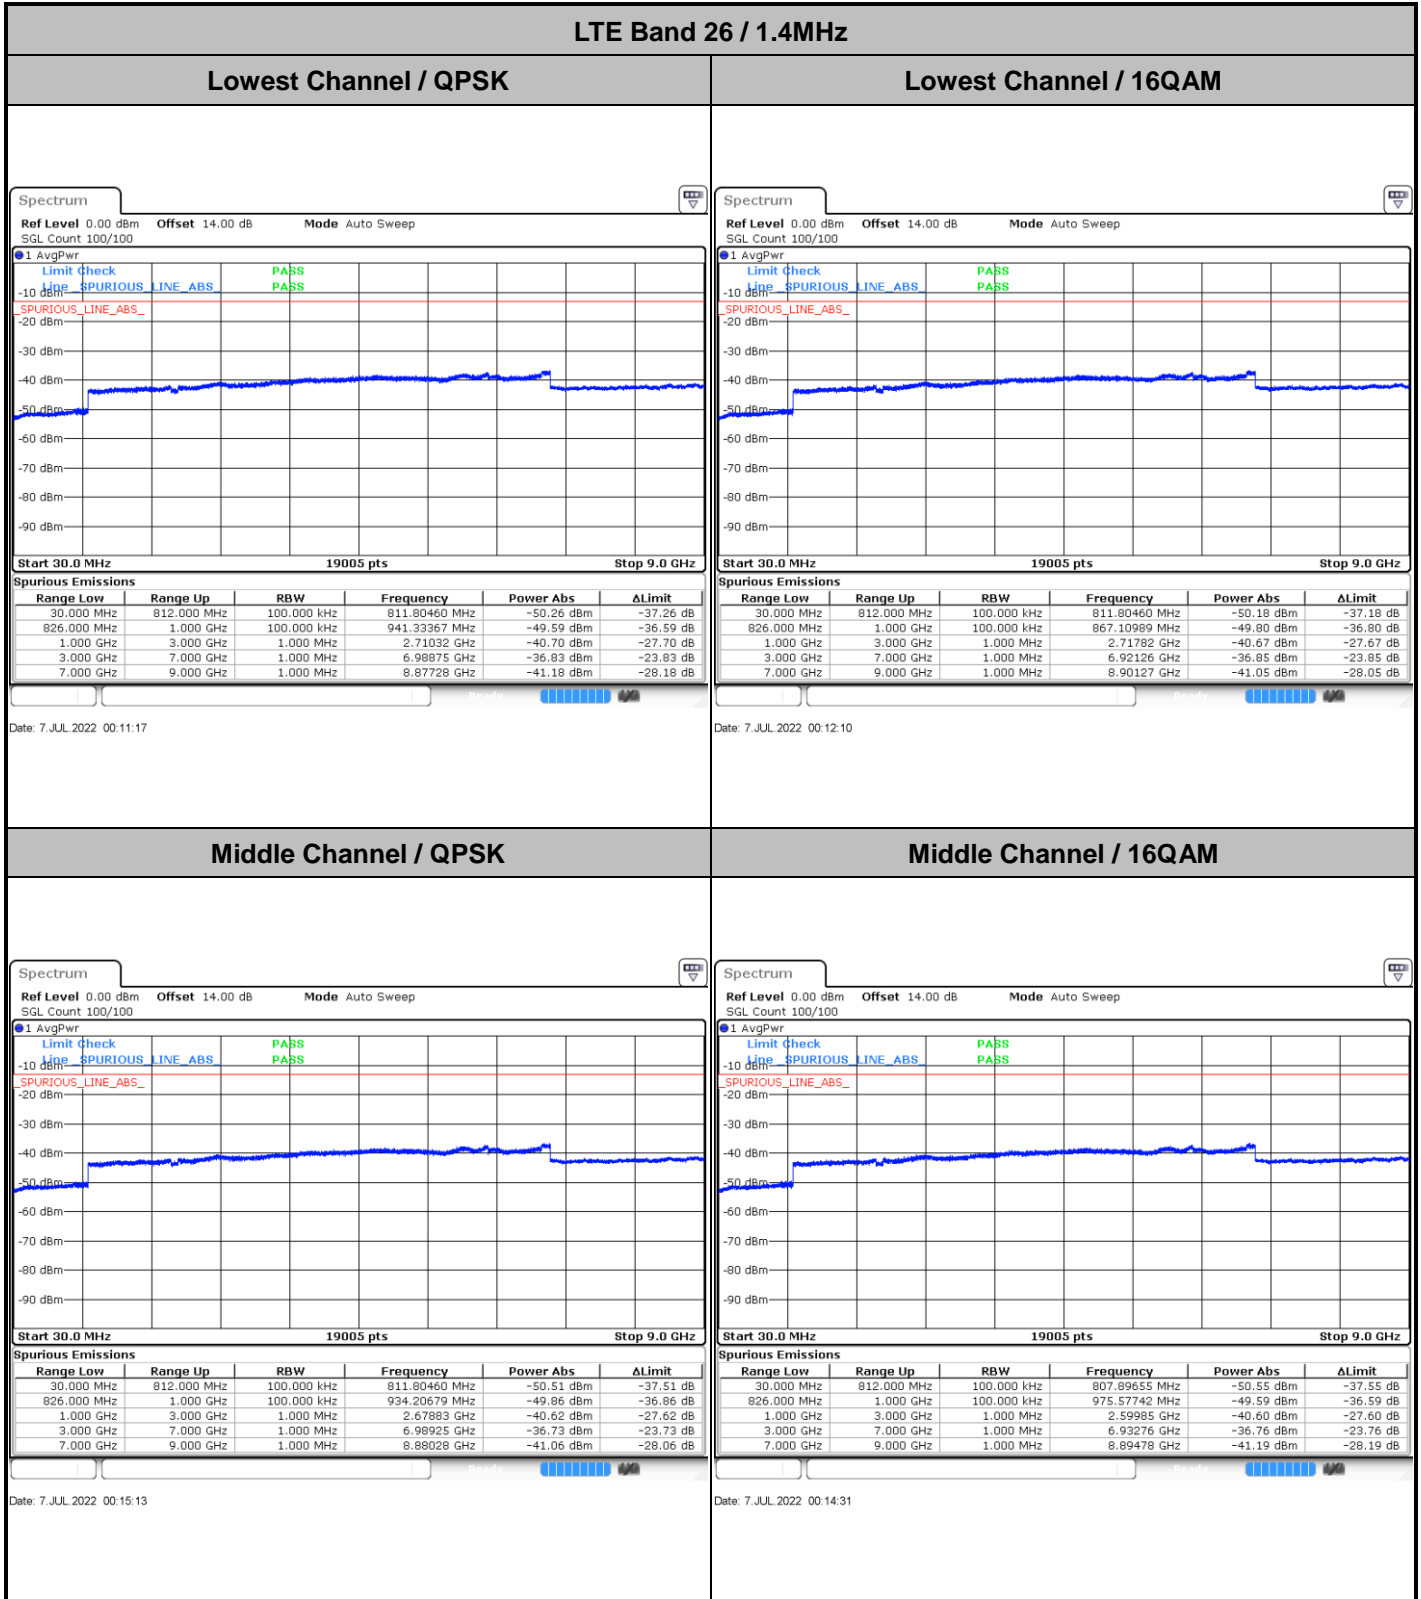 LTE Band 26 / 1.4MHz
Lowest Channel / QPSK
Lowest Channel / 16QAM
Spectrum
Ref Level 0.00 dBm Offset 14.00 dB Mode Auto Sweep
SGL Count 100/100
1 AvgPwr
Limit Check PASS
Line _SPURIOUS_LINE_ABS_ PASS
-10 dBm
_SPURIOUS_LINE_ABS_
-20 dBm
-30 dBm
-40 dBm
-50 dBm
-60 dBm
-70 dBm
-80 dBm
-90 dBm
Start 30.0 MHz 19005 pts Stop 9.0 GHz
Spurious Emissions
Range Low Range Up RBW Frequency Power Abs ΔLimit
30.000 MHz 812.000 MHz 100.000 kHz 811.80460 MHz -50.26 dBm -37.26 dB
826.000 MHz 1.000 GHz 100.000 kHz 941.33367 MHz -49.59 dBm -36.59 dB
1.000 GHz 3.000 GHz 1.000 MHz 2.71032 GHz -40.70 dBm -27.70 dB
3.000 GHz 7.000 GHz 1.000 MHz 6.98875 GHz -36.83 dBm -23.83 dB
7.000 GHz 9.000 GHz 1.000 MHz 8.87728 GHz -41.18 dBm -28.18 dB
Ready
Date: 7.JUL.2022 00:11:17
Spectrum
Ref Level 0.00 dBm Offset 14.00 dB Mode Auto Sweep
SGL Count 100/100
1 AvgPwr
Limit Check PASS
Line _SPURIOUS_LINE_ABS_ PASS
-10 dBm
_SPURIOUS_LINE_ABS_
-20 dBm
-30 dBm
-40 dBm
-50 dBm
-60 dBm
-70 dBm
-80 dBm
-90 dBm
Start 30.0 MHz 19005 pts Stop 9.0 GHz
Spurious Emissions
Range Low Range Up RBW Frequency Power Abs ΔLimit
30.000 MHz 812.000 MHz 100.000 kHz 811.80460 MHz -50.18 dBm -37.18 dB
826.000 MHz 1.000 GHz 100.000 kHz 867.10989 MHz -49.80 dBm -36.80 dB
1.000 GHz 3.000 GHz 1.000 MHz 2.71782 GHz -40.67 dBm -27.67 dB
3.000 GHz 7.000 GHz 1.000 MHz 6.92126 GHz -36.85 dBm -23.85 dB
7.000 GHz 9.000 GHz 1.000 MHz 8.90127 GHz -41.05 dBm -28.05 dB
Ready
Date: 7.JUL.2022 00:12:10
Middle Channel / QPSK
Middle Channel / 16QAM
Spectrum
Ref Level 0.00 dBm Offset 14.00 dB Mode Auto Sweep
SGL Count 100/100
1 AvgPwr
Limit Check PASS
Line _SPURIOUS_LINE_ABS_ PASS
-10 dBm
_SPURIOUS_LINE_ABS_
-20 dBm
-30 dBm
-40 dBm
-50 dBm
-60 dBm
-70 dBm
-80 dBm
-90 dBm
Start 30.0 MHz 19005 pts Stop 9.0 GHz
Spurious Emissions
Range Low Range Up RBW Frequency Power Abs ΔLimit
30.000 MHz 812.000 MHz 100.000 kHz 811.80460 MHz -50.51 dBm -37.51 dB
826.000 MHz 1.000 GHz 100.000 kHz 934.20679 MHz -49.86 dBm -36.86 dB
1.000 GHz 3.000 GHz 1.000 MHz 2.67883 GHz -40.62 dBm -27.62 dB
3.000 GHz 7.000 GHz 1.000 MHz 6.98925 GHz -36.73 dBm -23.73 dB
7.000 GHz 9.000 GHz 1.000 MHz 8.88028 GHz -41.06 dBm -28.06 dB
Ready
Date: 7.JUL.2022 00:15:13
Spectrum
Ref Level 0.00 dBm Offset 14.00 dB Mode Auto Sweep
SGL Count 100/100
1 AvgPwr
Limit Check PASS
Line _SPURIOUS_LINE_ABS_ PASS
-10 dBm
_SPURIOUS_LINE_ABS_
-20 dBm
-30 dBm
-40 dBm
-50 dBm
-60 dBm
-70 dBm
-80 dBm
-90 dBm
Start 30.0 MHz 19005 pts Stop 9.0 GHz
Spurious Emissions
Range Low Range Up RBW Frequency Power Abs ΔLimit
30.000 MHz 812.000 MHz 100.000 kHz 807.89655 MHz -50.55 dBm -37.55 dB
826.000 MHz 1.000 GHz 100.000 kHz 975.57742 MHz -49.59 dBm -36.59 dB
1.000 GHz 3.000 GHz 1.000 MHz 2.59985 GHz -40.60 dBm -27.60 dB
3.000 GHz 7.000 GHz 1.000 MHz 6.93276 GHz -36.76 dBm -23.76 dB
7.000 GHz 9.000 GHz 1.000 MHz 8.89478 GHz -41.19 dBm -28.19 dB
Ready
Date: 7.JUL.2022 00:14:31